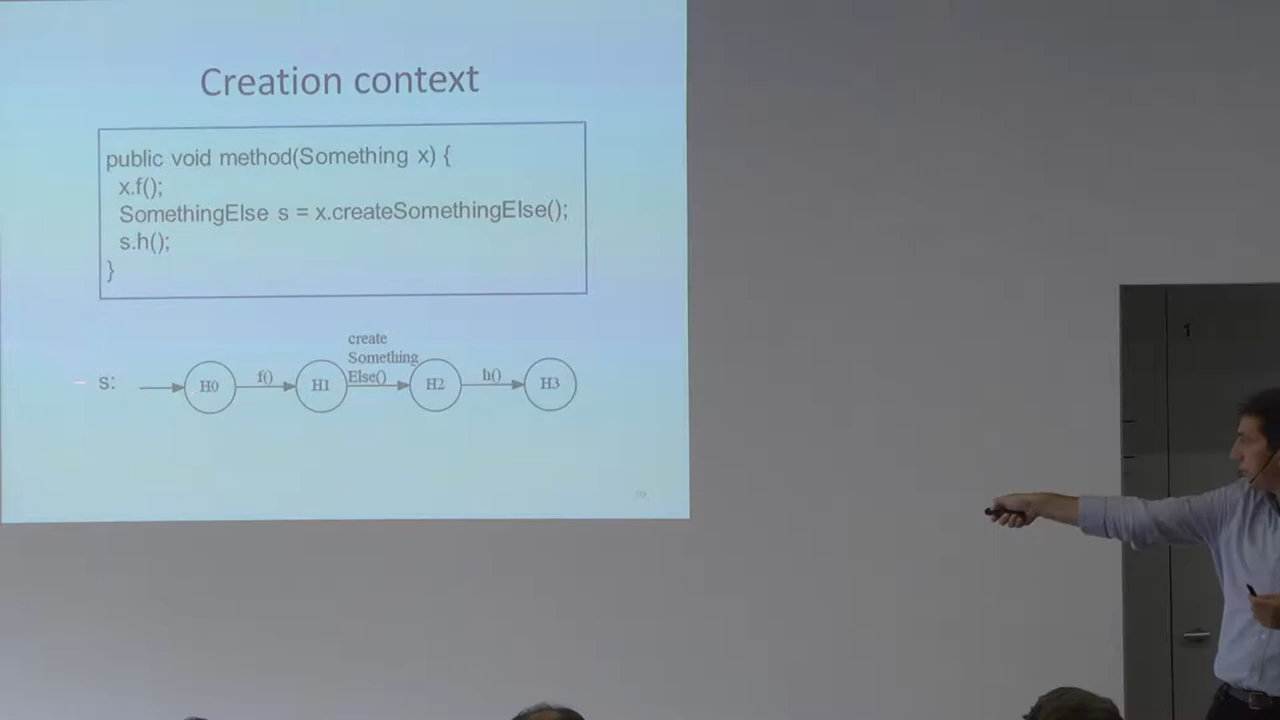 Creation context
public void method(Something x) {
x.f();
SomethingElse s = x.createSomethingElse();
s.h();
}
create
Something
Else()
s:
H0
f()
H1
H2
h()
H3
1